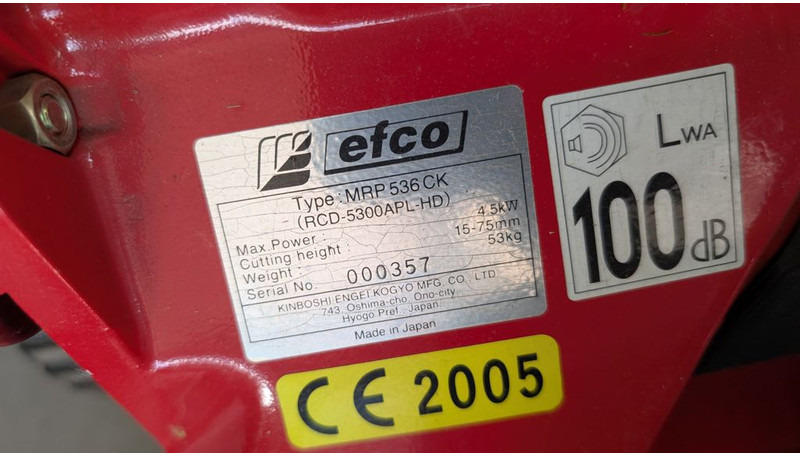 efco
Type : MRP 536 CK
(RCD-5300APL-HD)
Max. Power : 4.5kW
Cutting height : 15-75mm
Weight : 53kg
Serial No. 000357
KINBOSHI ENGEI KOGYO MFG. CO. LTD
743, Oshima-cho, Ono-city,
Hyogo Pref. Japan.
Made in Japan
LWA
100 dB
CE 2005